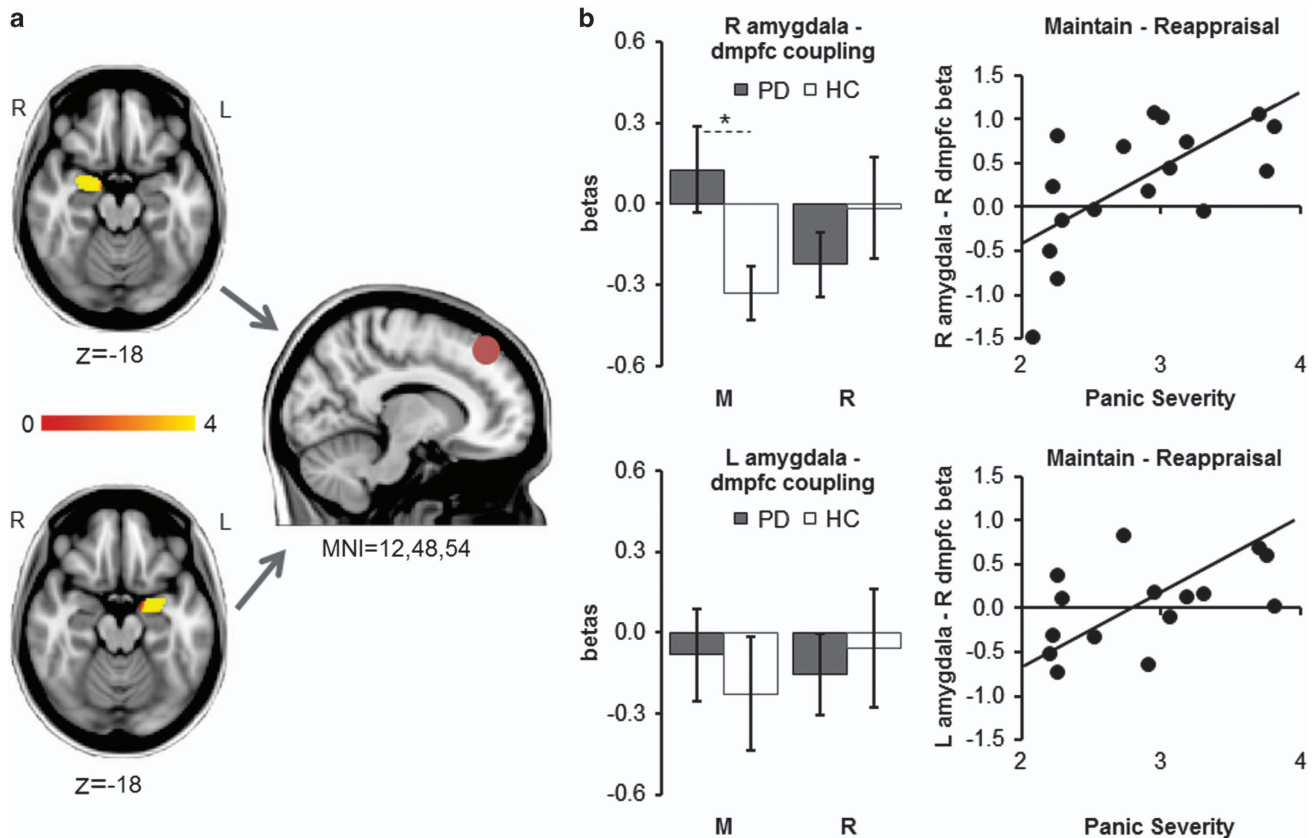 a
R
L
Z=-18
0
4
R
L
Z=-18
MNI=12,48,54
b
R amygdala -
dmpfc coupling
PD
HC
*
0.6
0.3
0.0
-0.3
-0.6
betas
M
R
Maintain - Reappraisal
R amygdala - R dmpfc beta
1.5
1.0
0.5
0.0
-0.5
-1.0
-1.5
2
3
4
Panic Severity
L amygdala -
dmpfc coupling
PD
HC
0.6
0.3
0.0
-0.3
-0.6
betas
M
R
Maintain - Reappraisal
L amygdala - R dmpfc beta
1.5
1.0
0.5
0.0
-0.5
-1.0
-1.5
2
3
4
Panic Severity